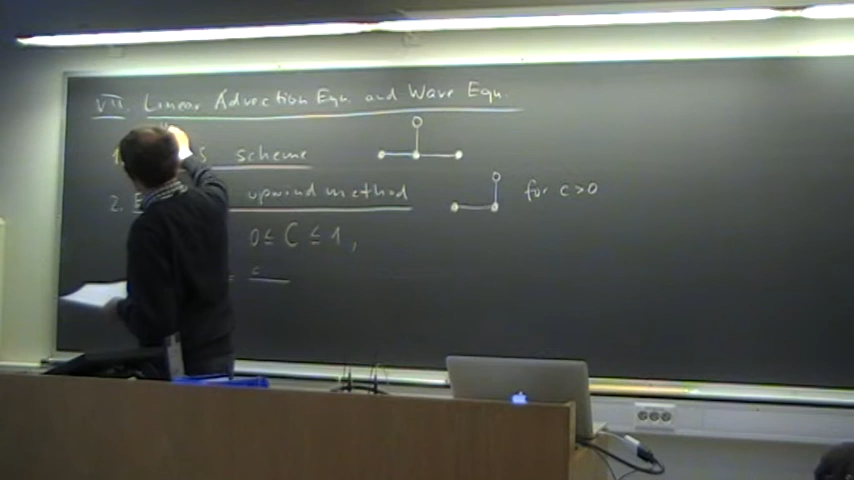 VII. Linear Advection Eqn. and Wave Eqn.
S scheme
2. E upwind method for c>0
0 ≤ C ≤ 1,
= c